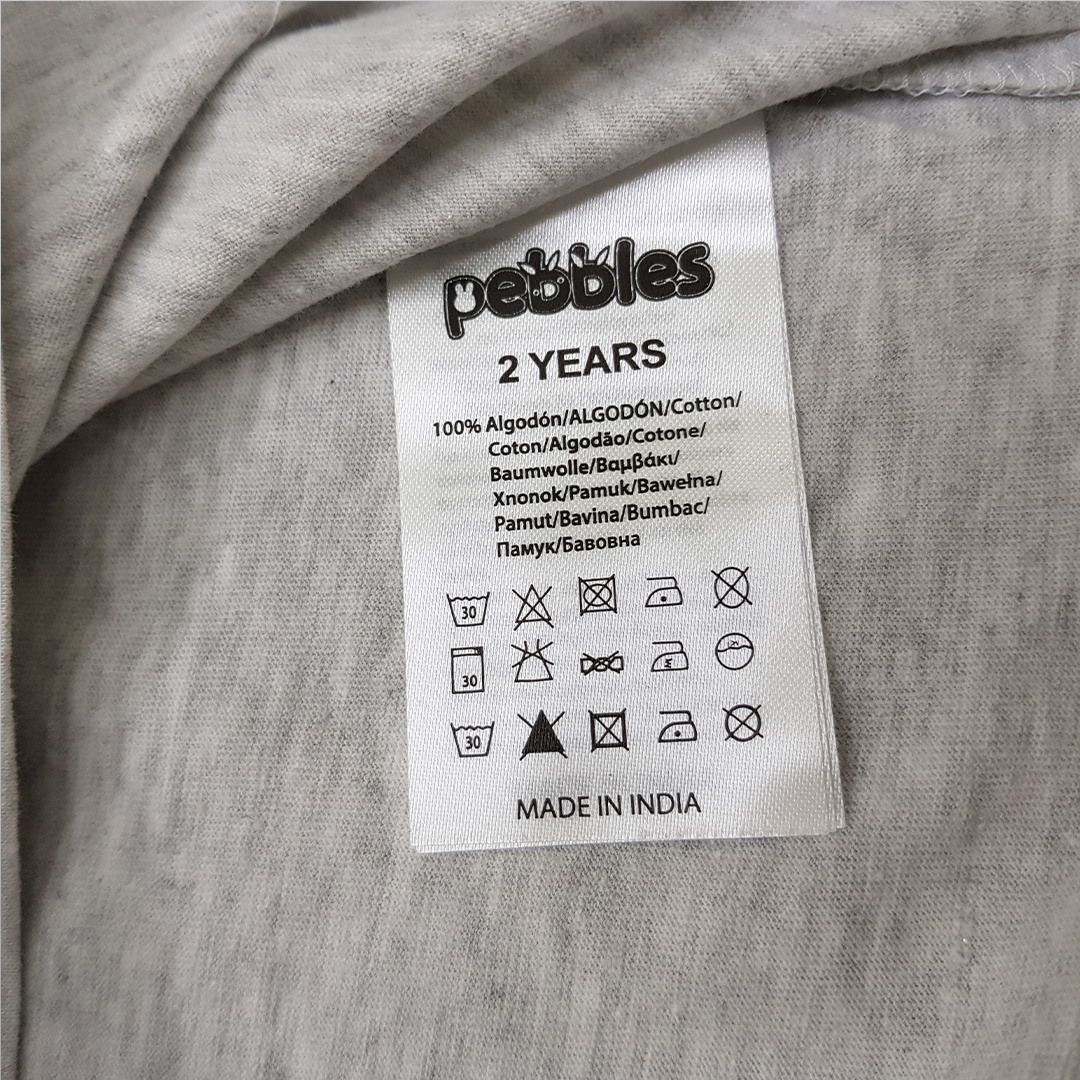 pebbles
2 YEARS
100% Algodón/ALGODÓN/Cotton/
Coton/Algodão/Cotone/
Baumwolle/Βαμβάκι/
Xnonok/Pamuk/Bawełna/
Pamut/Bavina/Bumbac/
Памук/Бавовна
30
30
30
MADE IN INDIA